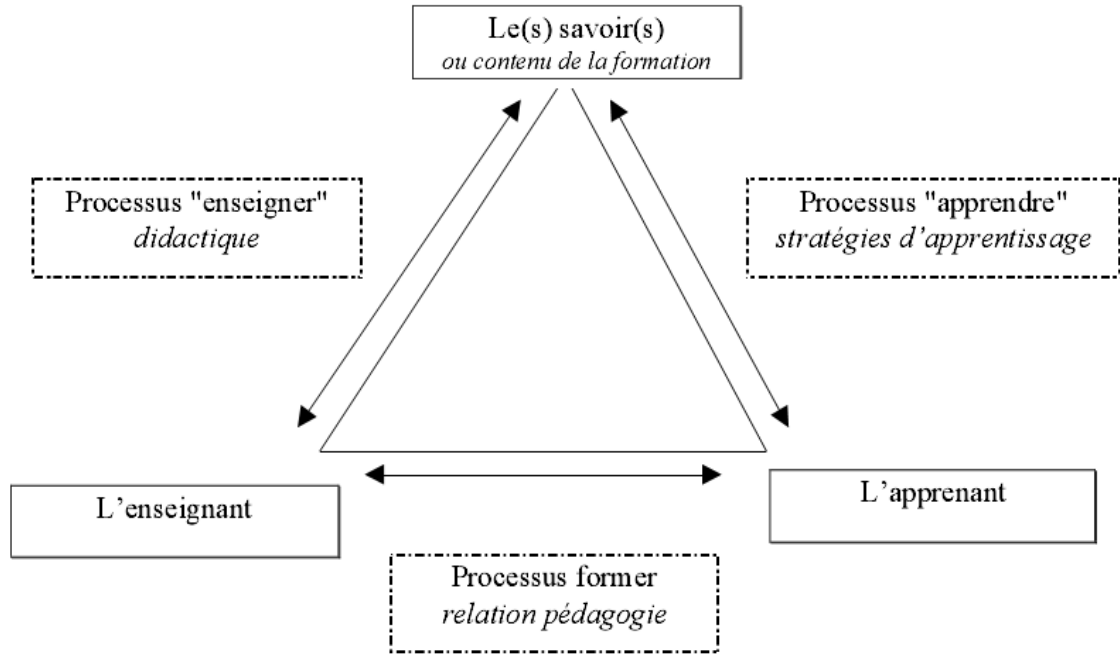 Le(s) savoir(s)
ou contenu de la formation
Processus "enseigner"
didactique
Processus "apprendre"
stratégies d'apprentissage
L'enseignant
L'apprenant
Processus former
relation pédagogie